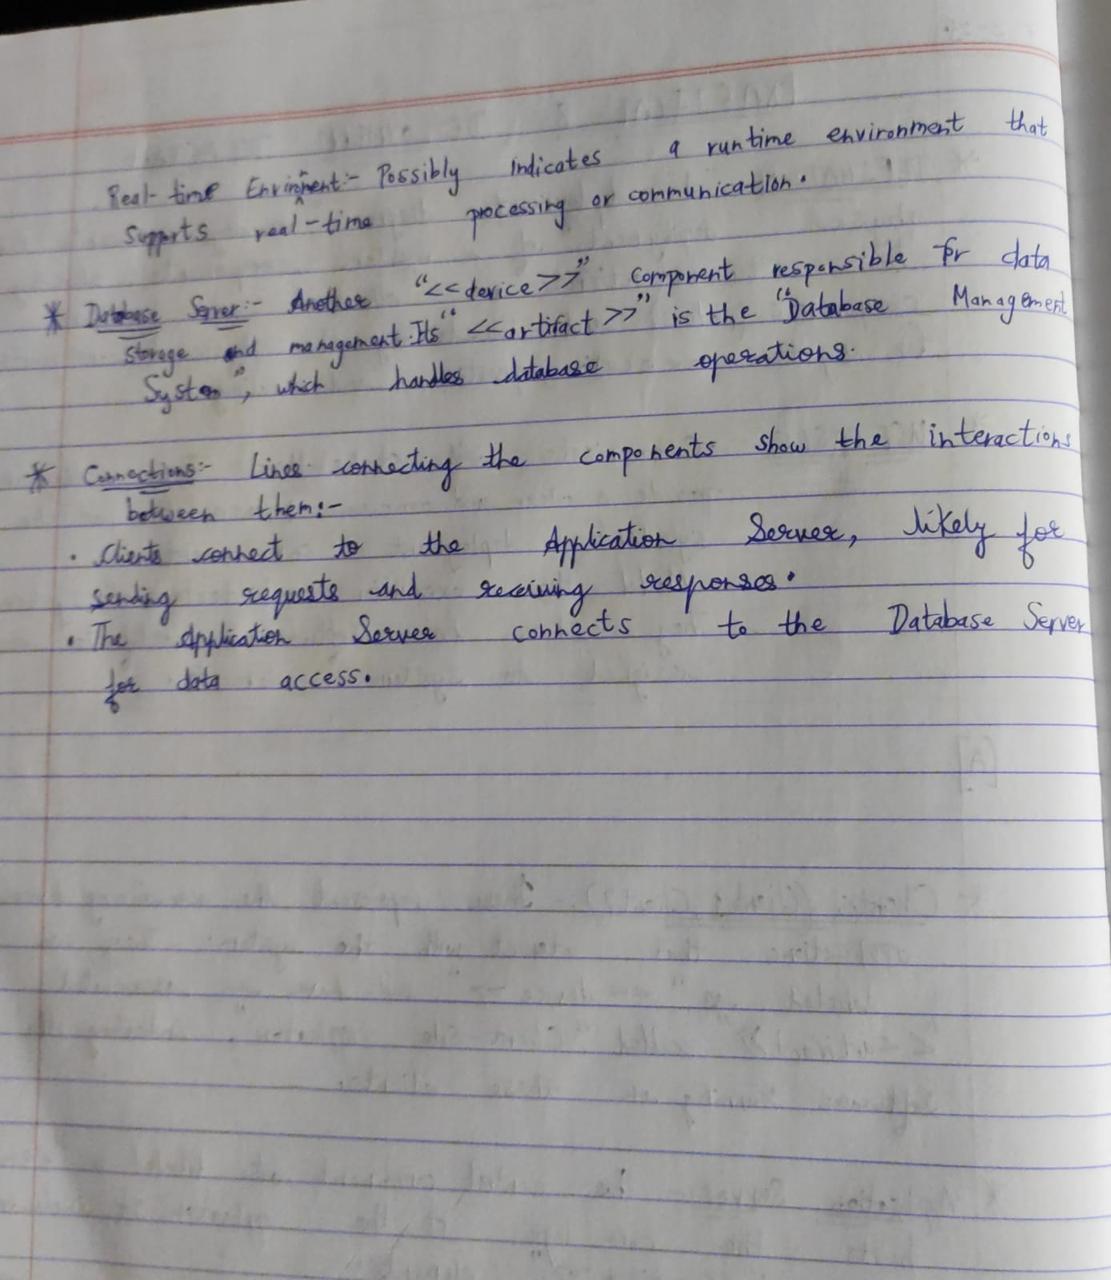 Real-time Enrinment:- Possibly indicates a runtime environment that
supports real-time processing or communication.
* Database Server:- Another "<<device>>" component responsible for data
storage and management. Its "<<artifact>>" is the "Database Management
System", which handles database operations.
* Connections:- Lines connecting the components show the interactions
between them:-
• Clients connect to the Application Server, likely for
sending requests and receiving responses.
• The Application Server connects to the Database Server
for data access.